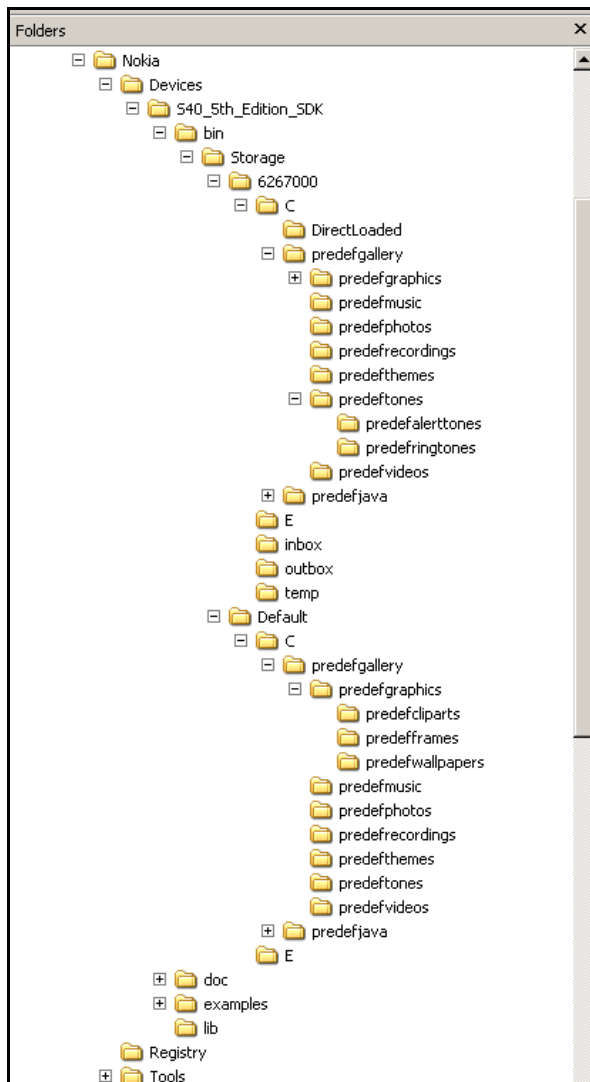 Folders
Nokia
Devices
S40_5th_Edition_SDK
bin
Storage
6267000
C
DirectLoaded
predefgallery
predefgraphics
predefmusic
predefphotos
predefrecordings
predefthemes
predeftones
predefalerttones
predefringtones
predefvideos
predefjava
E
inbox
outbox
temp
Default
C
predefgallery
predefgraphics
predefcliparts
predefframes
predefwallpapers
predefmusic
predefphotos
predefrecordings
predefthemes
predeftones
predefvideos
predefjava
E
doc
examples
lib
Registry
Tools